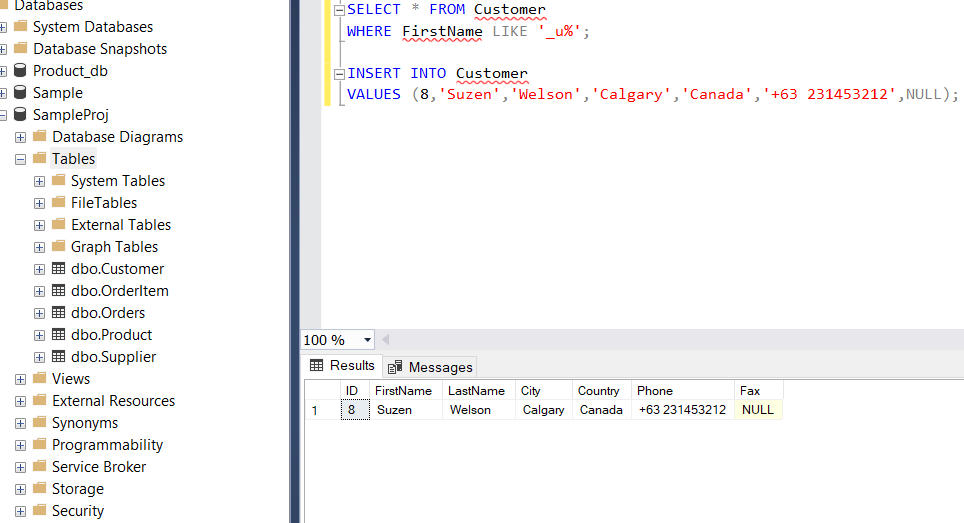 Databases
System Databases
Database Snapshots
Product_db
Sample
SampleProj
Database Diagrams
Tables
System Tables
FileTables
External Tables
Graph Tables
dbo.Customer
dbo.OrderItem
dbo.Orders
dbo.Product
dbo.Supplier
Views
External Resources
Synonyms
Programmability
Service Broker
Storage
Security
SELECT * FROM Customer
WHERE FirstName LIKE '_u%';
INSERT INTO Customer
VALUES (8,'Suzen','Welson','Calgary','Canada','+63 231453212',NULL);
100 %
Results Messages
ID FirstName LastName City Country Phone Fax
1 8 Suzen Welson Calgary Canada +63 231453212 NULL